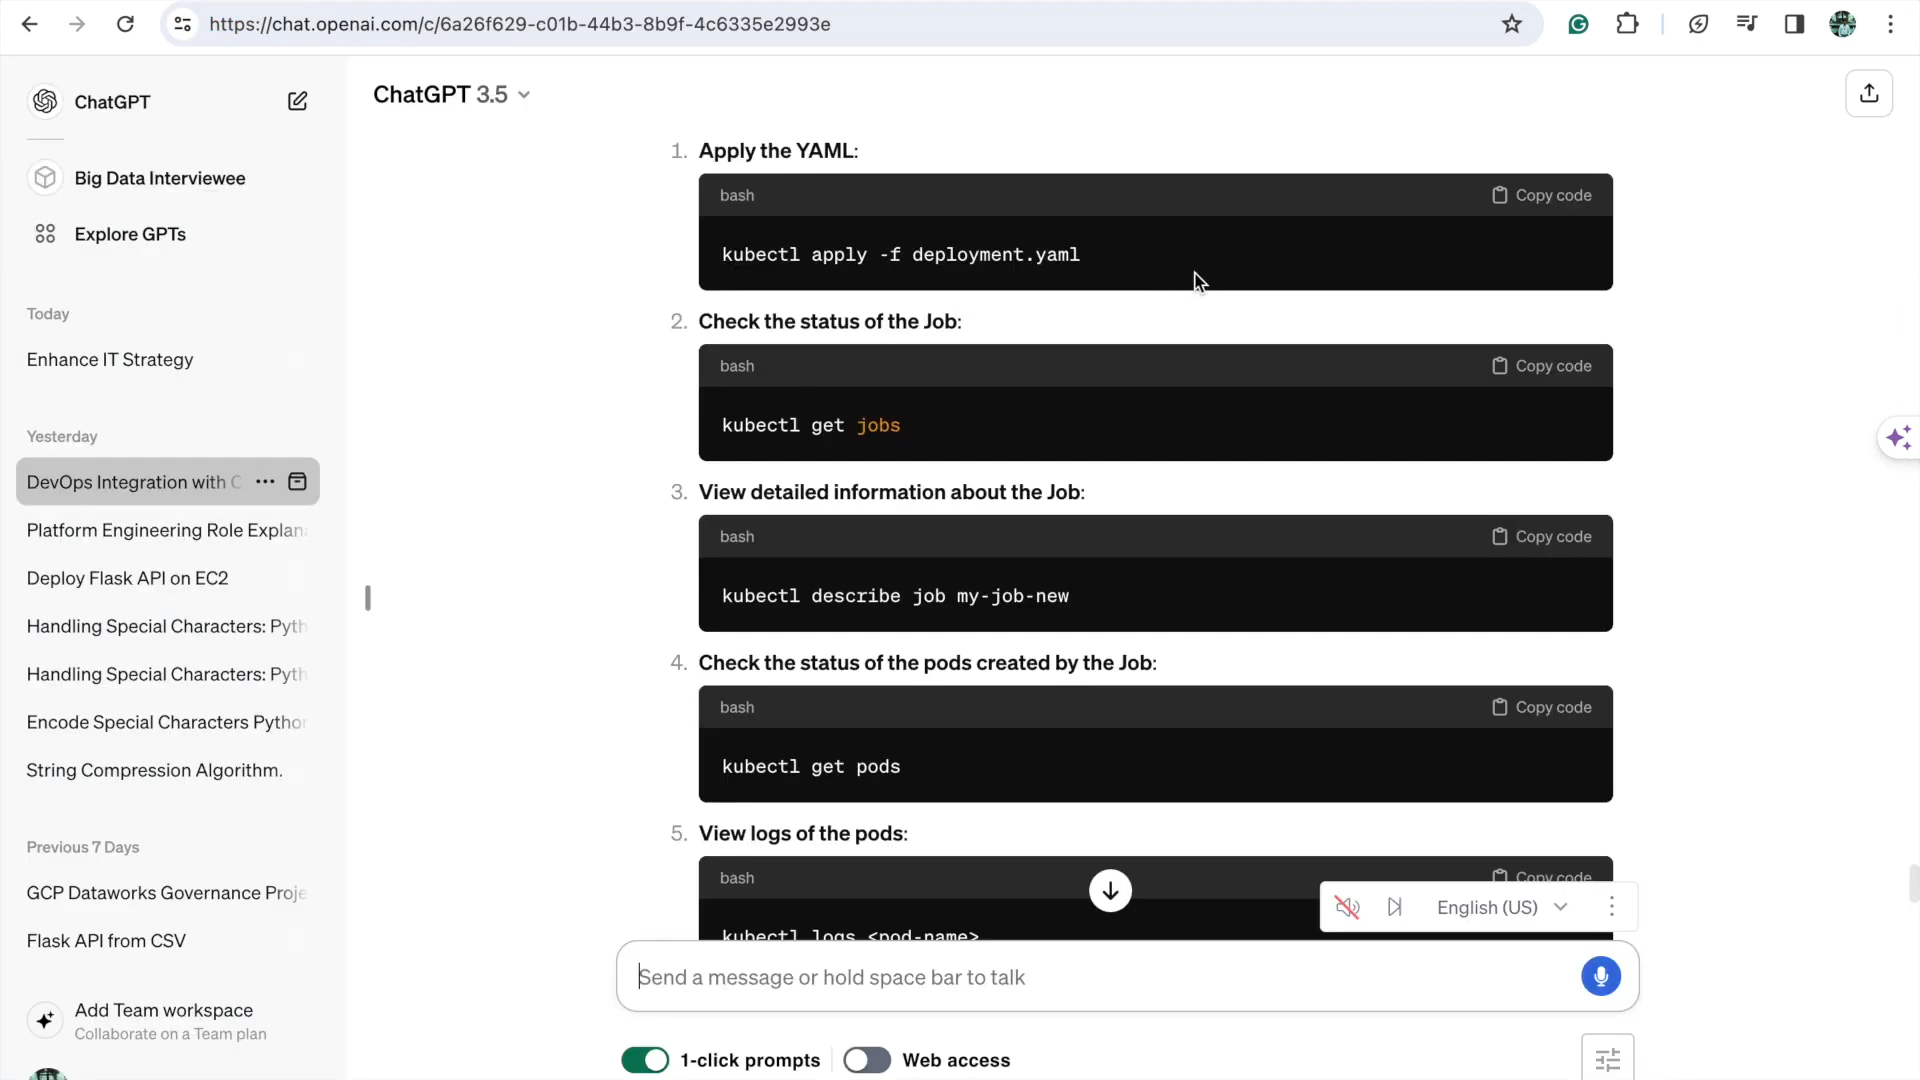 https://chat.openai.com/c/6a26f629-c01b-44b3-8b9f-4c6335e2993e
ChatGPT
Big Data Interviewee
Explore GPTs
Today
Enhance IT Strategy
Yesterday
DevOps Integration with C
Platform Engineering Role Explan
Deploy Flask API on EC2
Handling Special Characters: Pyth
Handling Special Characters: Pyth
Encode Special Characters Python
String Compression Algorithm.
Previous 7 Days
GCP Dataworks Governance Proje
Flask API from CSV
Add Team workspace
Collaborate on a Team plan
ChatGPT 3.5
1. Apply the YAML:
bash Copy code
kubectl apply -f deployment.yaml
2. Check the status of the Job:
bash Copy code
kubectl get jobs
3. View detailed information about the Job:
bash Copy code
kubectl describe job my-job-new
4. Check the status of the pods created by the Job:
bash Copy code
kubectl get pods
5. View logs of the pods:
bash Copy code
kubectl logs <pod-name>
English (US)
Send a message or hold space bar to talk
1-click prompts Web access